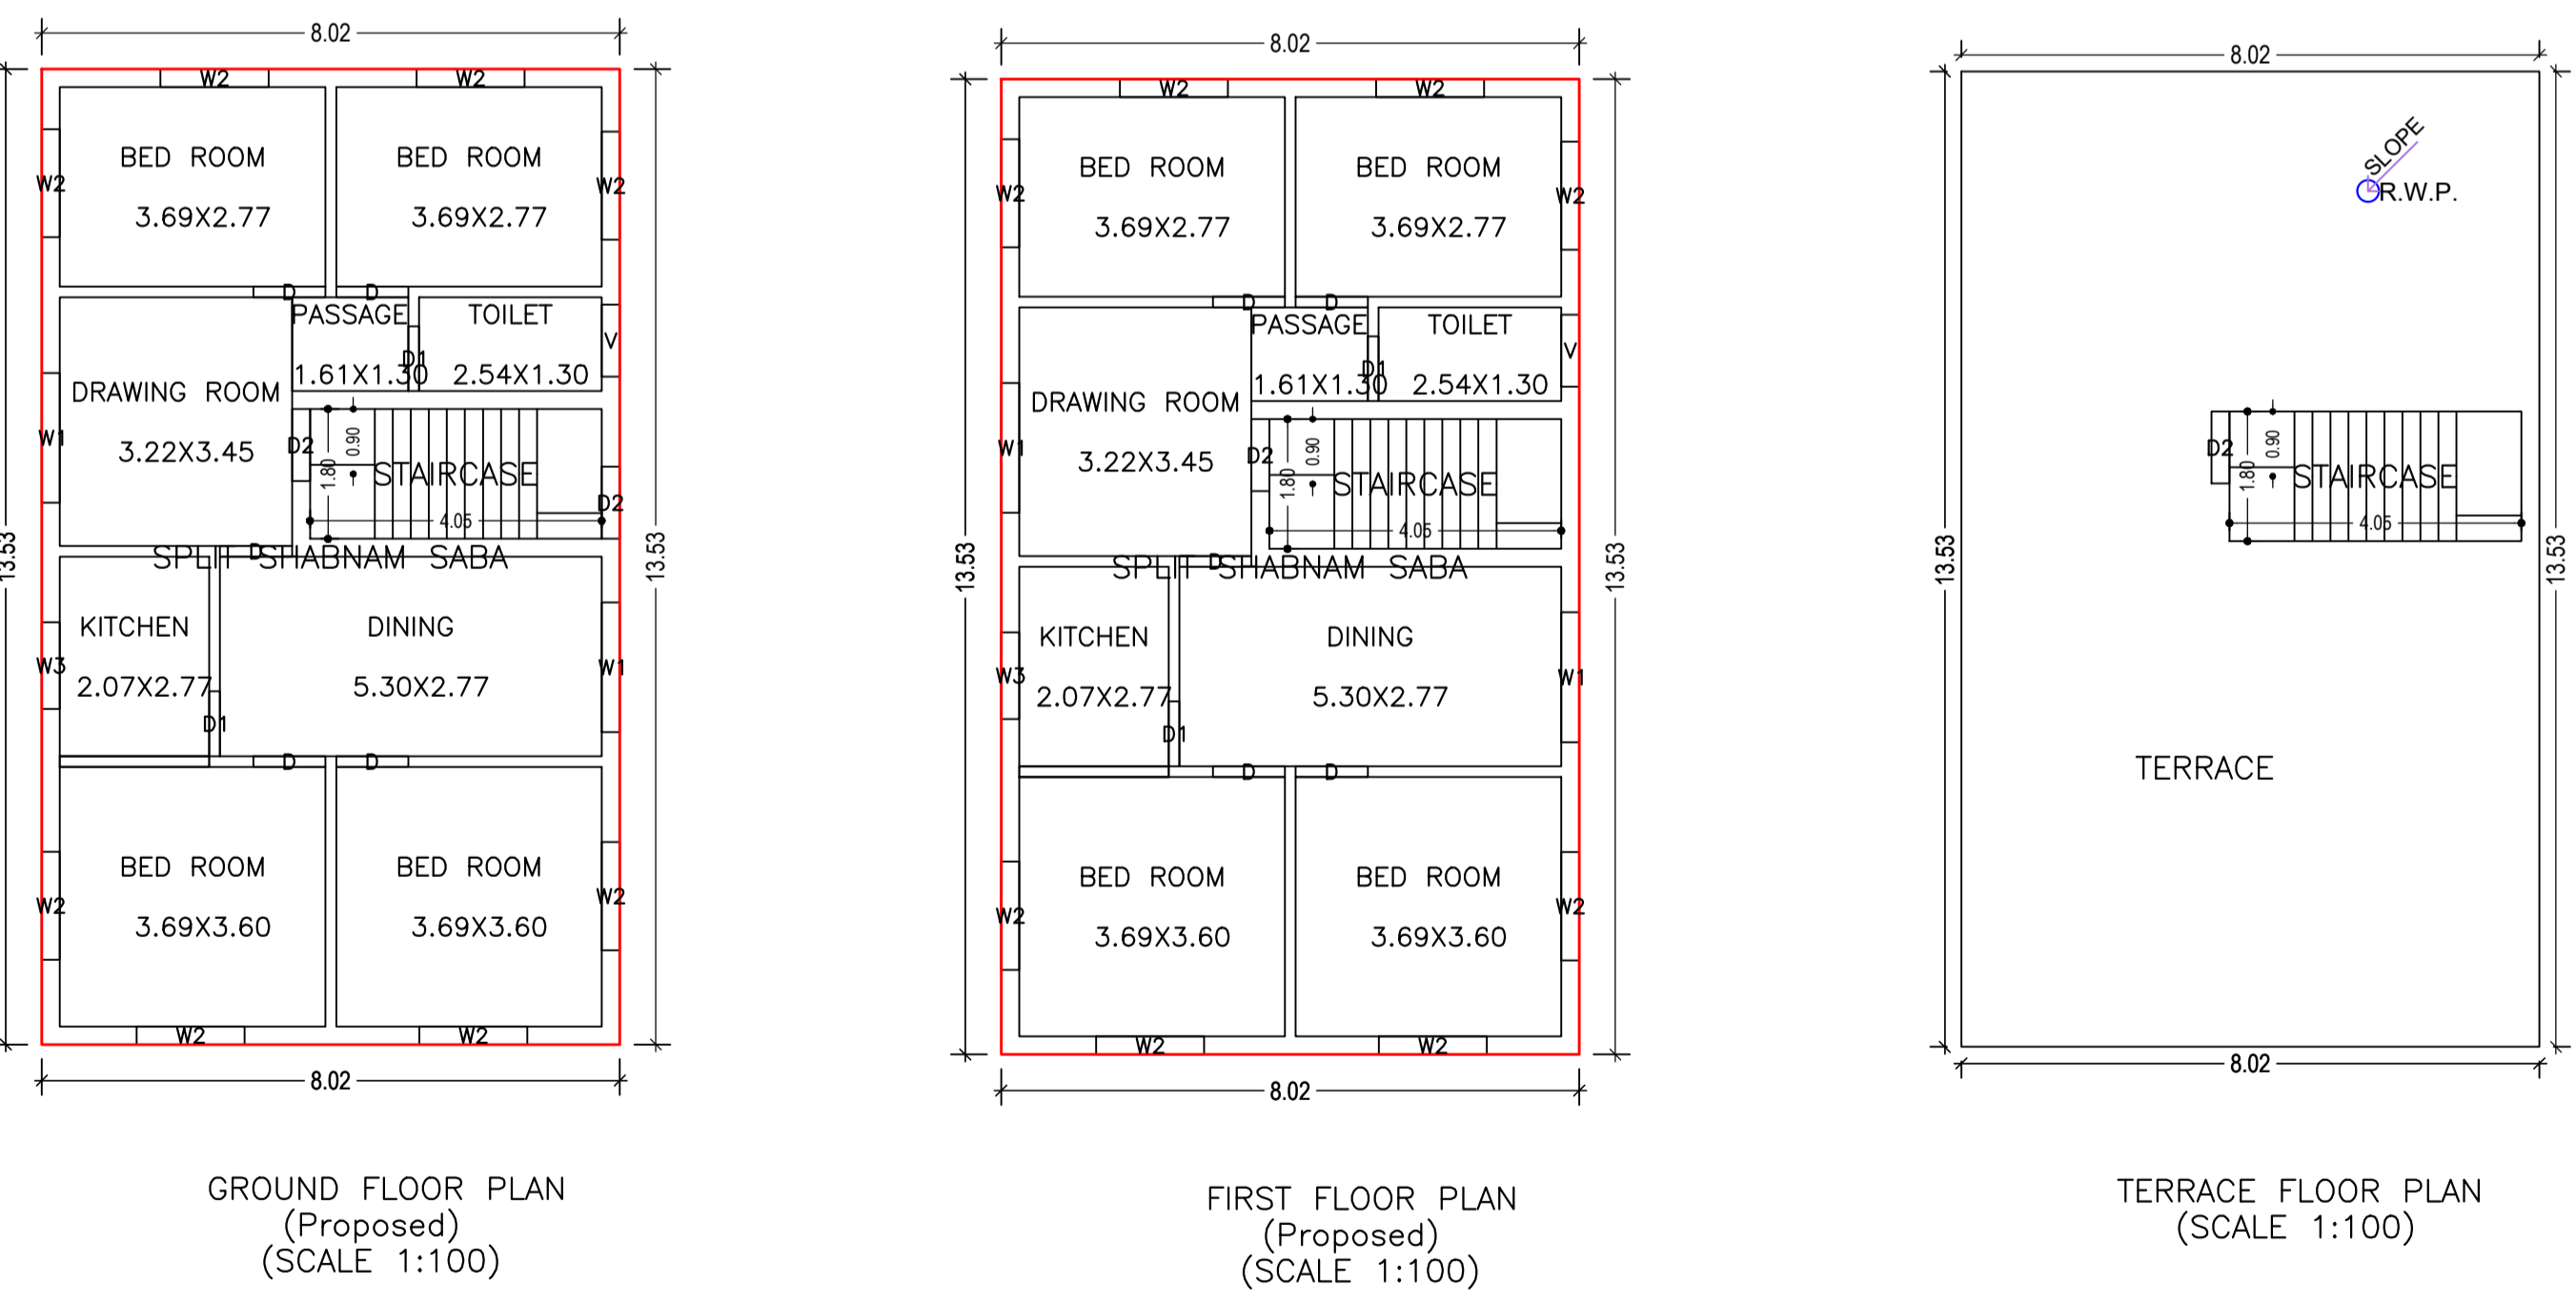 8.02
W2 W2
BED ROOM BED ROOM
W2 W2
3.69X2.77 3.69X2.77
D D
PASSAGE TOILET
V
D1
1.61X1.30 2.54X1.30
DRAWING ROOM
W1 D2 0.90
3.22X3.45 1.80 STAIRCASE
D2
4.05
13.53 13.53
D
SPLIT SHABNAM SABA
KITCHEN DINING
W3 W1
2.07X2.77 5.30X2.77
D1
D D
BED ROOM BED ROOM
W2 W2
3.69X3.60 3.69X3.60
W2 W2
8.02
GROUND FLOOR PLAN
(Proposed)
(SCALE 1:100)
8.02
W2 W2
BED ROOM BED ROOM
W2 W2
3.69X2.77 3.69X2.77
D D
PASSAGE TOILET
V
D1
1.61X1.30 2.54X1.30
DRAWING ROOM
W1 D2 0.90
3.22X3.45 1.80 STAIRCASE
4.05
13.53 13.53
D
SPLIT SHABNAM SABA
KITCHEN DINING
W3 W1
2.07X2.77 5.30X2.77
D1
D D
BED ROOM BED ROOM
W2 W2
3.69X3.60 3.69X3.60
W2 W2
8.02
FIRST FLOOR PLAN
(Proposed)
(SCALE 1:100)
8.02
SLOPE
R.W.P.
D2 0.90
1.80 STAIRCASE
4.05
13.53 13.53
TERRACE
8.02
TERRACE FLOOR PLAN
(SCALE 1:100)